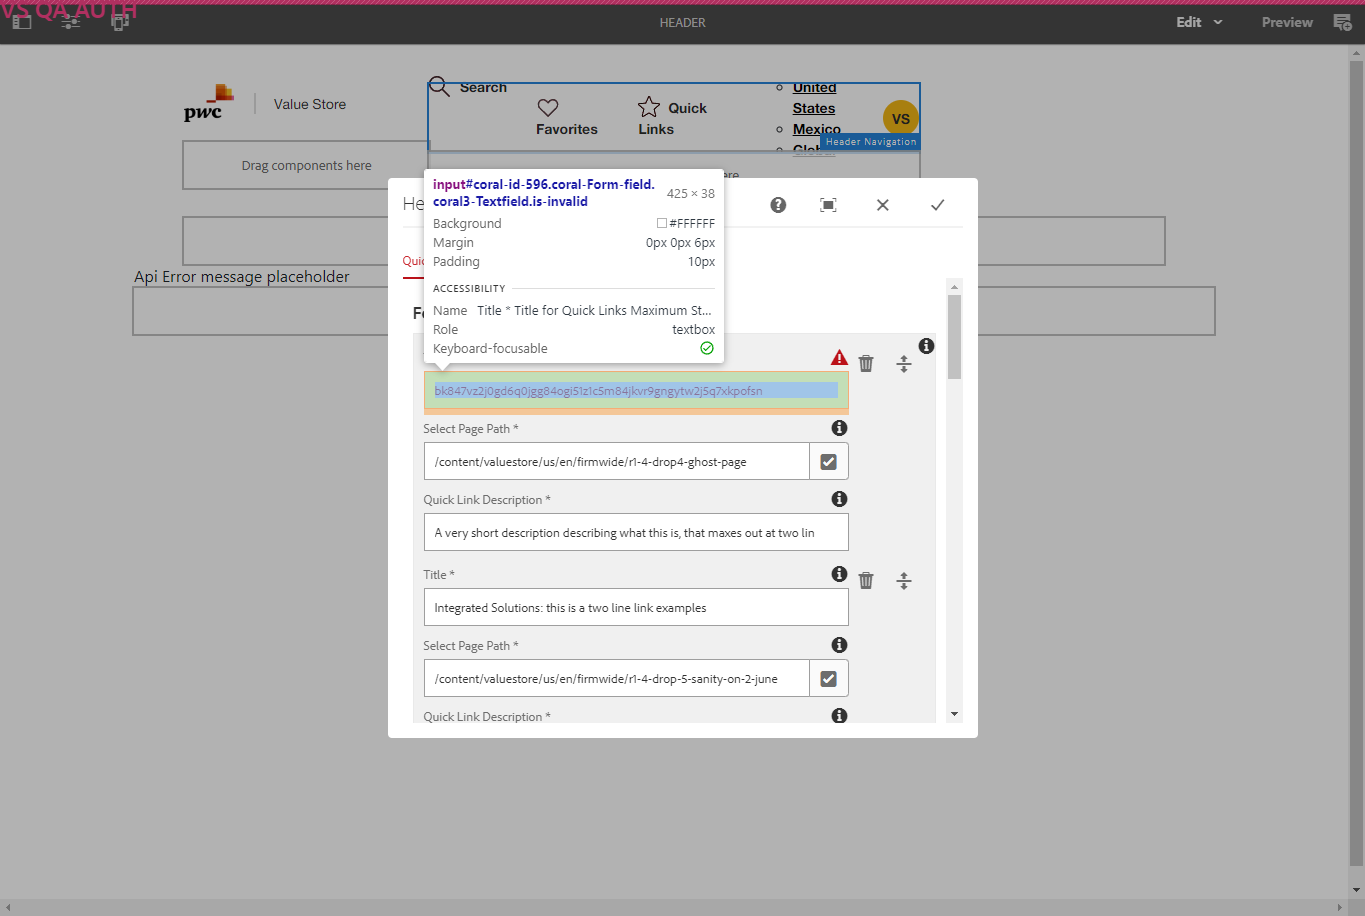 VS QA AUTH
HEADER
Edit
Preview
pwc
Value Store
Search
Favorites
Quick
Links
United
States
Mexico
Global
VS
Header Navigation
Drag components here
input#coral-id-596.coral-Form-field.
coral3-Textfield.is-invalid
425 × 38
Background
#FFFFFF
Margin
0px 0px 6px
Padding
10px
ACCESSIBILITY
Name
Title * Title for Quick Links Maximum St...
Role
textbox
Keyboard-focusable
Api Error message placeholder
bk847vz2j0gd6q0jgg84ogi51z1c5m84jkvr9gngytw2j5q7xkpofsn
Select Page Path *
/content/valuestore/us/en/firmwide/r1-4-drop4-ghost-page
Quick Link Description *
A very short description describing what this is, that maxes out at two lin
Title *
Integrated Solutions: this is a two line link examples
Select Page Path *
/content/valuestore/us/en/firmwide/r1-4-drop-5-sanity-on-2-june
Quick Link Description *